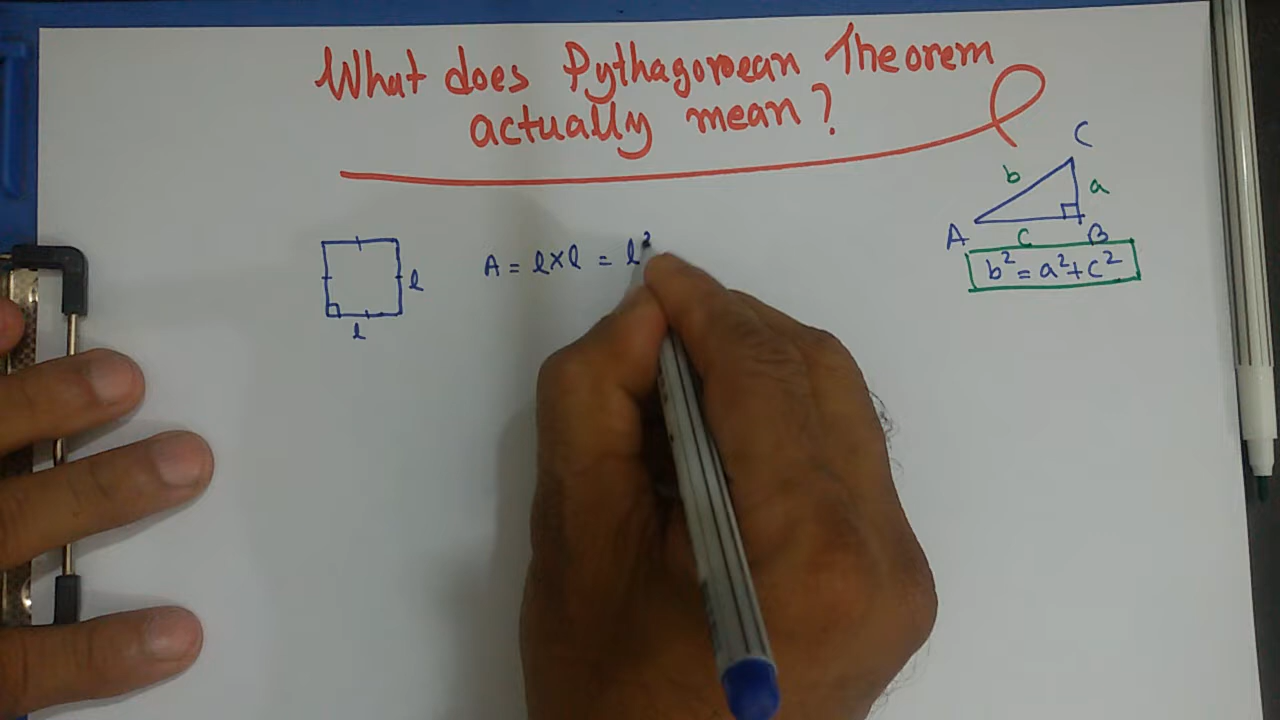 What does Pythagorean Theorem
actually mean?
C
b
a
A
c
B
b² = a² + c²
A = l × l = l²
l
l